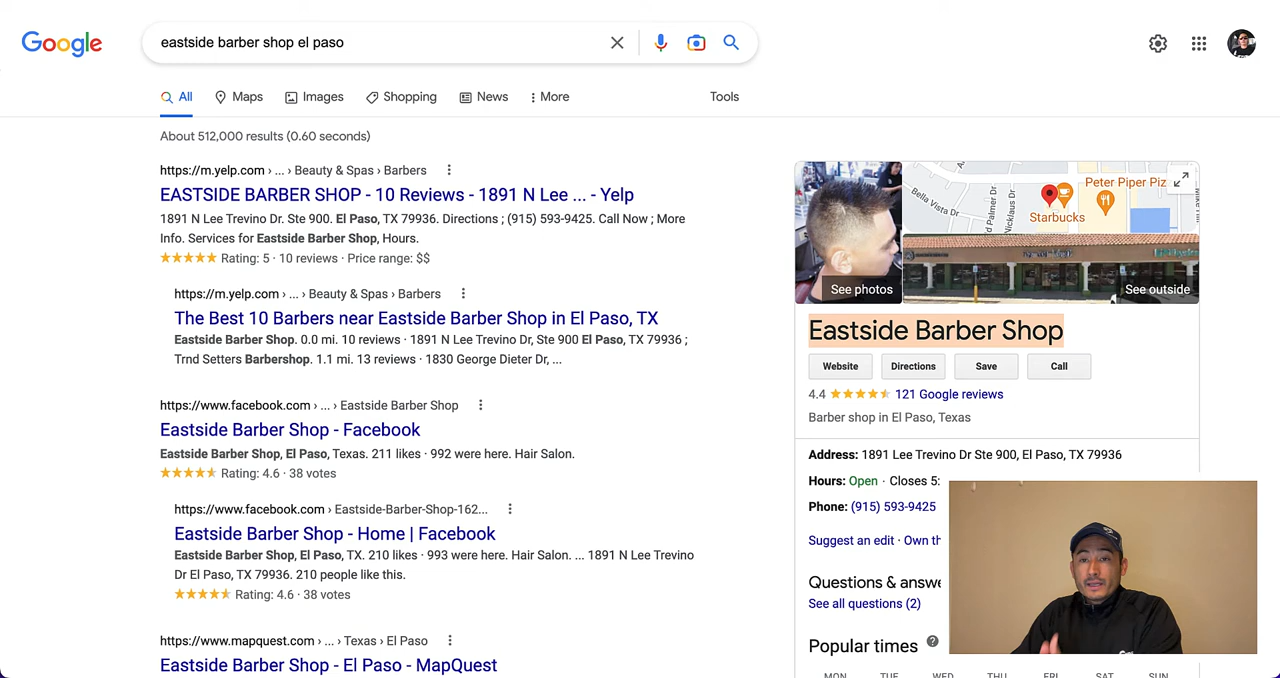 Google
eastside barber shop el paso
All
Maps
Images
Shopping
News
More
Tools
About 512,000 results (0.60 seconds)
https://m.yelp.com › ... › Beauty & Spas › Barbers
EASTSIDE BARBER SHOP - 10 Reviews - 1891 N Lee ... - Yelp
1891 N Lee Trevino Dr. Ste 900. El Paso, TX 79936. Directions ; (915) 593-9425. Call Now ; More
Info. Services for Eastside Barber Shop, Hours.
Rating: 5 · 10 reviews · Price range: $$
https://m.yelp.com › ... › Beauty & Spas › Barbers
The Best 10 Barbers near Eastside Barber Shop in El Paso, TX
Eastside Barber Shop. 0.0 mi. 10 reviews · 1891 N Lee Trevino Dr, Ste 900 El Paso, TX 79936 ;
Trnd Setters Barbershop. 1.1 mi. 13 reviews · 1830 George Dieter Dr, ...
https://www.facebook.com › ... › Eastside Barber Shop
Eastside Barber Shop - Facebook
Eastside Barber Shop, El Paso, Texas. 211 likes · 992 were here. Hair Salon.
Rating: 4.6 · 38 votes
https://www.facebook.com › Eastside-Barber-Shop-162...
Eastside Barber Shop - Home | Facebook
Eastside Barber Shop, El Paso, TX. 210 likes · 993 were here. Hair Salon. ... 1891 N Lee Trevino
Dr El Paso, TX 79936. 210 people like this.
Rating: 4.6 · 38 votes
https://www.mapquest.com › ... › Texas › El Paso
Eastside Barber Shop - El Paso - MapQuest
Bella Vista Dr
d Palmer Dr
Nicklaus Dr
Peter Piper Piz
Starbucks
See photos
See outside
Eastside Barber Shop
Website
Directions
Save
Call
4.4
121 Google reviews
Barber shop in El Paso, Texas
Address: 1891 Lee Trevino Dr Ste 900, El Paso, TX 79936
Hours: Open · Closes 5:
Phone: (915) 593-9425
Suggest an edit · Own th
Questions & answe
See all questions (2)
Popular times
MON TUE WED THU FRI SAT SUN